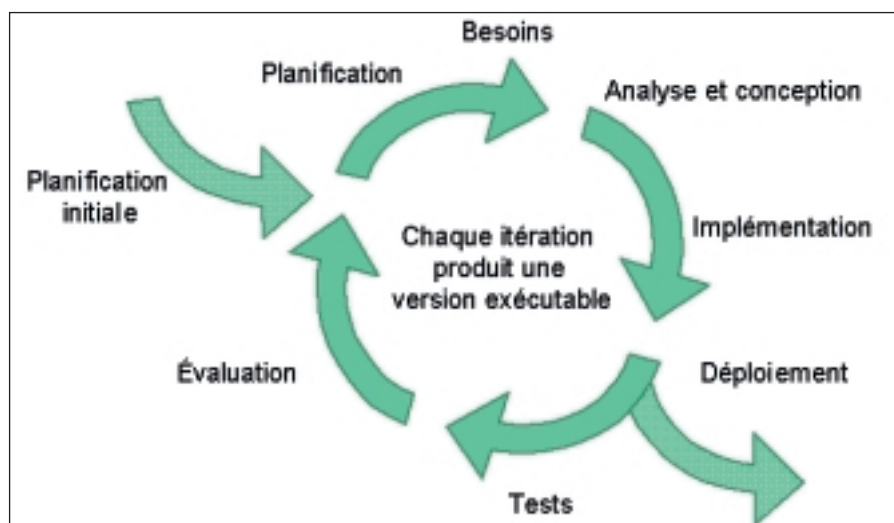 Besoins
Planification
Analyse et conception
Planification
initiale
Implémentation
Chaque itération
produit une
version exécutable
Évaluation
Déploiement
Tests